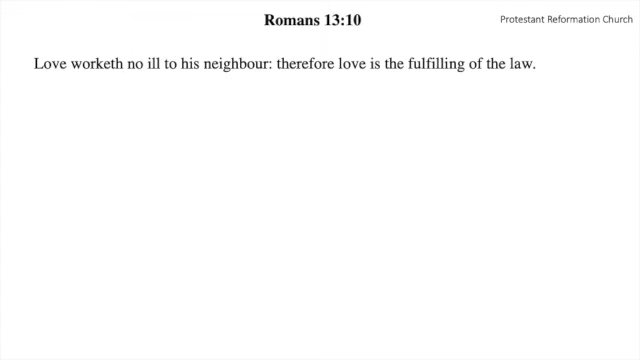 Romans 13:10
Protestant Reformation Church
Love worketh no ill to his neighbour: therefore love is the fulfilling of the law.